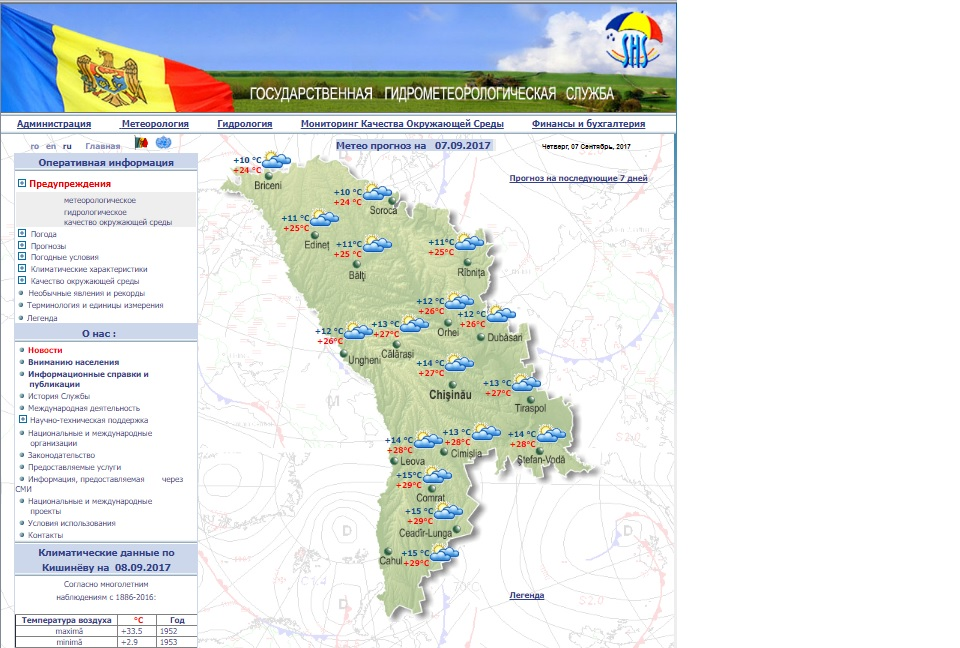 SHS
ГОСУДАРСТВЕННАЯ ГИДРОМЕТЕОРОЛОГИЧЕСКАЯ СЛУЖБА
Администрация Метеорология Гидрология Мониторинг Качества Окружающей Среды Финансы и бухгалтерия
ro en ru Главная
Метео прогноз на 07.09.2017
Четверг, 07 Сентябрь, 2017
Прогноз на последующие 7 дней
Оперативная информация
Предупреждения
метеорологическое
гидрологическое
качество окружающей среды
Погода
Прогнозы
Погодные условия
Климатические характеристики
Качество окружающей среды
Необычные явления и рекорды
Терминология и единицы измерения
Легенда
О нас :
Новости
Вниманию населения
Информационные справки и
публикации
История Службы
Международная деятельность
Научно-техническая поддержка
Национальные и международные
организации
Законодательство
Предоставляемые услуги
Информация, предоставляемая через
СМИ
Национальные и международные
проекты
Условия использования
Контакты
Климатические данные по
Кишинёву на 08.09.2017
Согласно многолетним
наблюдениям с 1886-2016:
Температура воздуха °C Год
maximă +33.5 1952
minimă +2.9 1953
+10 °C
+24 °C
Briceni
+10 °C
+24 °C
Soroca
+11 °C
+25°C
Edineț
+11°C
+25 °C
Bălți
+11°C
+25°C
Rîbnița
+12 °C
+26°C
Orhei
+12 °C
+26°C
Dubăsari
+12 °C
+26°C
Ungheni
+13 °C
+27°C
Călărași
+14 °C
+27°C
Chișinău
+13 °C
+27°C
Tiraspol
+14 °C
+28°C
Leova
+13 °C
+28°C
Cimișlia
+14 °C
+28°C
Ștefan-Vodă
+15°C
+29°C
Comrat
+15 °C
+29°C
Ceadîr-Lunga
+15 °C
+29°C
Cahul
M
D
D
D
Легенда